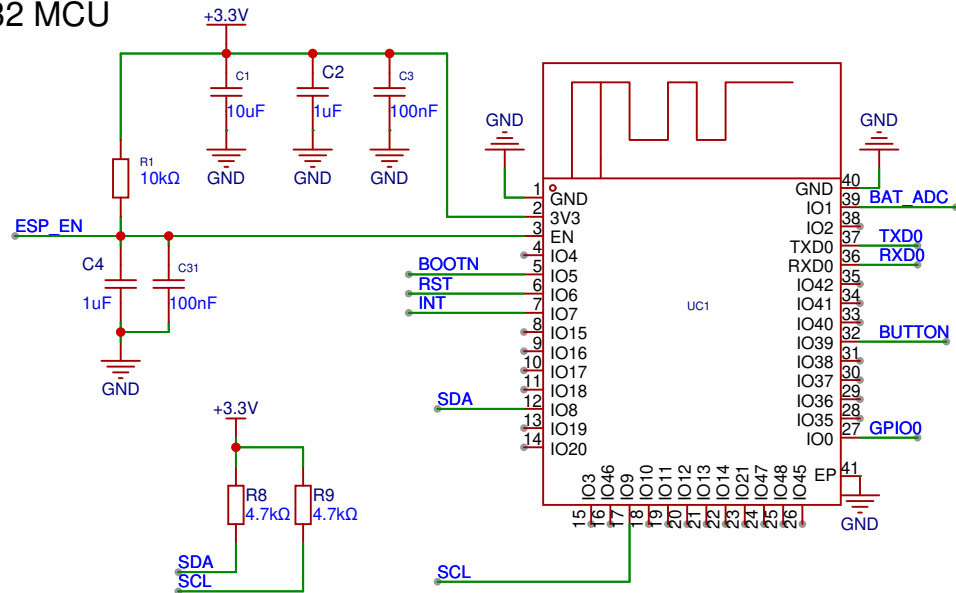 32 MCU
+3.3V
C1
10uF
C2
1uF
C3
100nF
GND
GND
GND
R1
10kΩ
ESP_EN
C4
1uF
C31
100nF
GND
+3.3V
R8
4.7kΩ
R9
4.7kΩ
SDA
SCL
GND
GND
BOOTN
RST
INT
SDA
SCL
1 GND
2 3V3
3 EN
4 IO4
5 IO5
6 IO6
7 IO7
8 IO15
9 IO16
10 IO17
11 IO18
12 IO8
13 IO19
14 IO20
UC1
15 IO3
16 IO46
17 IO9
18 IO10
19 IO11
20 IO12
21 IO13
22 IO14
23 IO21
24 IO47
25 IO48
26 IO45
GND 40
IO1 39 BAT_ADC
IO2 38
TXD0 37 TXD0
RXD0 36 RXD0
IO42 35
IO41 34
IO40 33
IO39 32 BUTTON
IO38 31
IO37 30
IO36 29
IO35 28
IO0 27 GPIO0
EP 41
GND